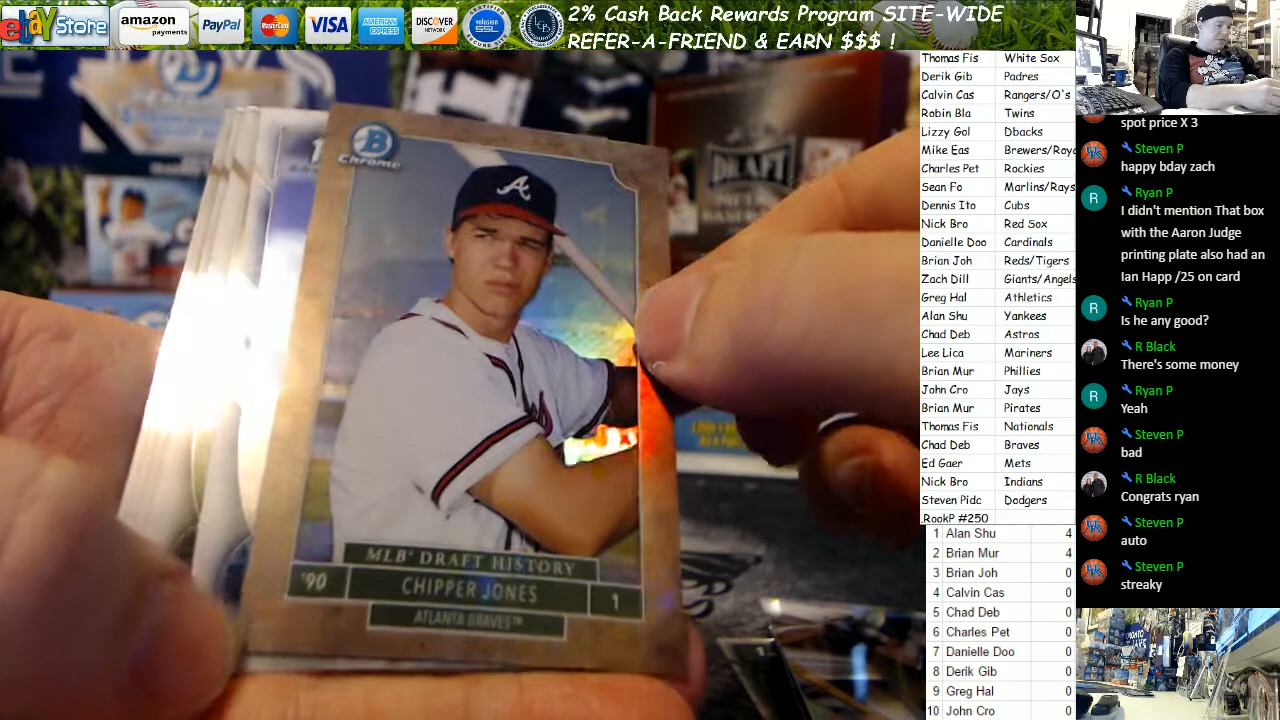 ebay Store
amazon
payments
PayPal
MasterCard
VISA
AMERICAN
EXPRESS
DISCOVER
NETWORK
volusion
SSL
2% Cash Back Rewards Program SITE-WIDE
REFER-A-FRIEND & EARN $$$ !
B
Chrome
A
MLB® DRAFT HISTORY
90 CHIPPER JONES 1
ATLANTA BRAVES™
DRAFT
Thomas Fis White Sox
Derik Gib Padres
Calvin Cas Rangers/O's
Robin Bla Twins
Lizzy Gol Dbacks
Mike Eas Brewers/Roya
Charles Pet Rockies
Sean Fo Marlins/Rays
Dennis Ito Cubs
Nick Bro Red Sox
Danielle Doo Cardinals
Brian Joh Reds/Tigers
Zach Dill Giants/Angels
Greg Hal Athletics
Alan Shu Yankees
Chad Deb Astros
Lee Lica Mariners
Brian Mur Phillies
John Cro Jays
Brian Mur Pirates
Thomas Fis Nationals
Chad Deb Braves
Ed Gaer Mets
Nick Bro Indians
Steven Pidc Dodgers
.RookP #250
1 Alan Shu 4
2 Brian Mur 4
3 Brian Joh 0
4 Calvin Cas 0
5 Chad Deb 0
6 Charles Pet 0
7 Danielle Doo 0
8 Derik Gib 0
9 Greg Hal 0
10 John Cro 0
spot price X 3
Steven P
happy bday zach
R
Ryan P
I didn't mention That box
with the Aaron Judge
printing plate also had an
Ian Happ /25 on card
R
Ryan P
Is he any good?
R Black
There's some money
R
Ryan P
Yeah
Steven P
bad
R Black
Congrats ryan
Steven P
auto
Steven P
streaky